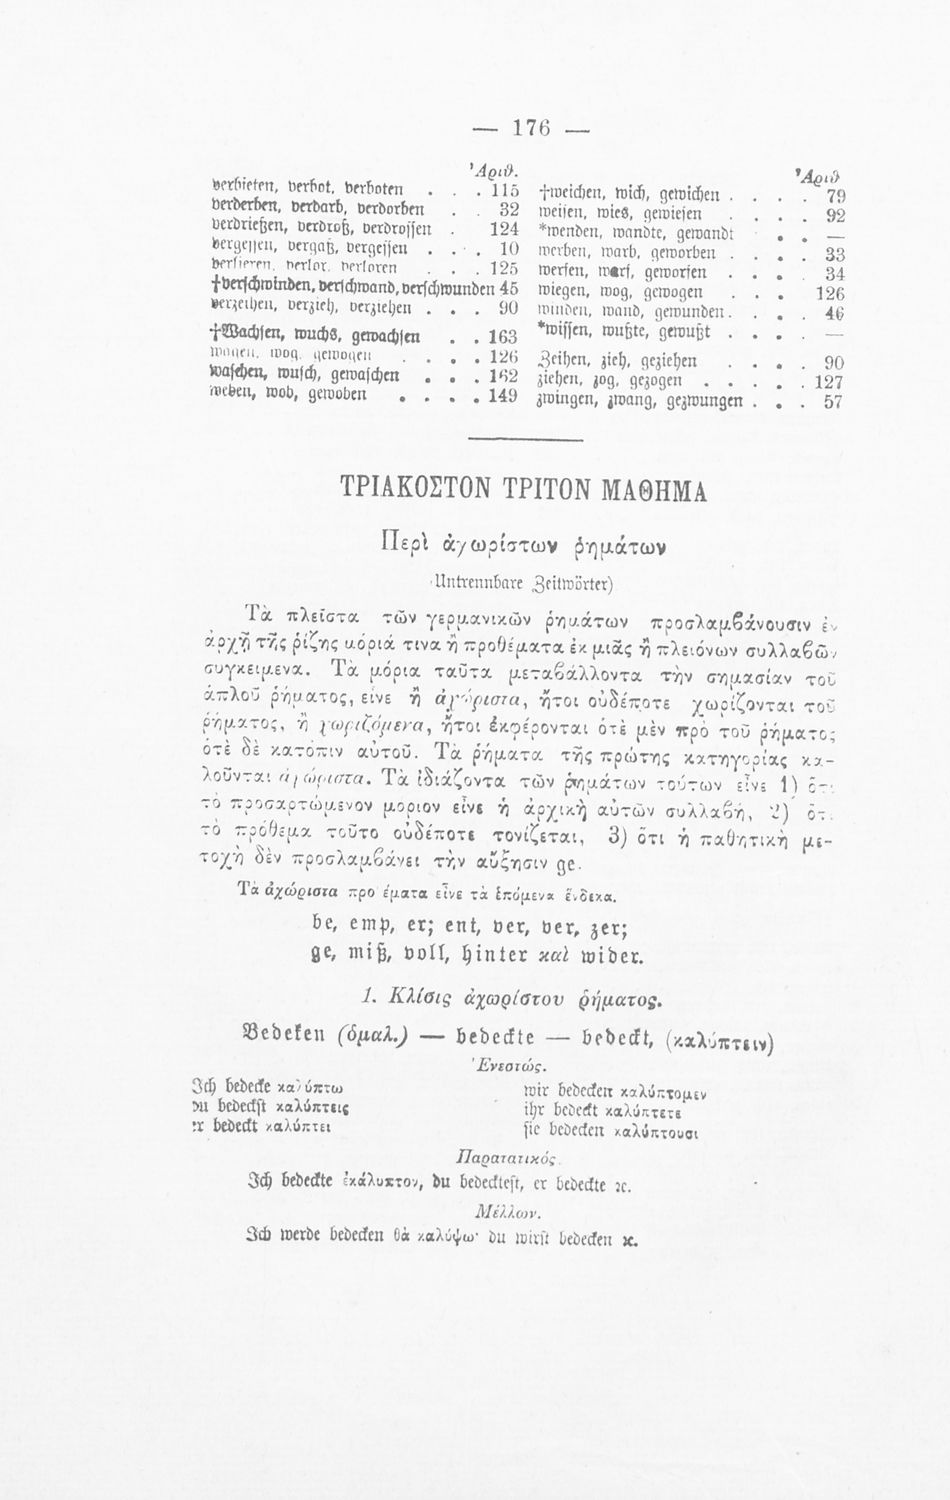 — 176 —
Ἀριθ.
verbieten, verbot, verboten . . . 115
verderben, verbarb, verdorben . . 32
verdrießen, verdroß, verdrossen . 124
vergessen, vergaß, vergessen . . . 10
verlieren, verlor, verloren . . . 125
†verschwinden, verschwand, verschwunden 45
verzeihen, verzieh, verziehen . . . 90
†Wachsen, wuchs, gewachsen . . 163
wägen, wog, gewogen . . . . 126
waschen, wusch, gewaschen . . . 162
weben, wob, gewoben . . . . 149
Ἀριθ
†weichen, wich, gewichen . . . . 79
weisen, wies, gewiesen . . . . 92
*wenden, wandte, gewandt . . . —
werben, warb, geworben . . . . 33
werfen, warf, geworfen . . . . 34
wiegen, wog, gewogen . . . 126
winden, wand, gewunden . . . . 46
*wissen, wußte, gewußt . . . . —
Zeihen, zieh, geziehen . . . . 90
ziehen, zog, gezogen . . . . . 127
zwingen, zwang, gezwungen . . . 57
ΤΡΙΑΚΟΣΤΟΝ ΤΡΙΤΟΝ ΜΑΘΗΜΑ
Περὶ ἀχωρίστων ῥημάτων
(Untrennbare Zeitwörter)
Τὰ πλεῖστα τῶν γερμανικῶν ῥημάτων προσλαμβάνουσιν ἐν
ἀρχῇ τῆς ῥίζης μόριά τινα ἢ προθέματα ἐκ μιᾶς ἢ πλειόνων συλλαβῶν
συγκείμενα. Τὰ μόρια ταῦτα μεταβάλλοντα τὴν σημασίαν τοῦ
ἁπλοῦ ῥήματος, εἶνε ἢ ἀχώριστα, ἤτοι οὐδέποτε χωρίζονται τοῦ
ῥήματος, ἢ χωριζόμενα, ἤτοι ἐκφέρονται ὁτὲ μὲν πρὸ τοῦ ῥήματος
ὁτὲ δὲ κατόπιν αὐτοῦ. Τὰ ῥήματα τῆς πρώτης κατηγορίας κα-
λοῦνται ἀχώριστα. Τὰ ἰδιάζοντα τῶν ῥημάτων τούτων εἶνε 1) ὅτι
τὸ προσαρτώμενον μοριον εἶνε ἡ ἀρχικὴ αὐτῶν συλλαβή, 2) ὅτι
τὸ πρόθεμα τοῦτο οὐδέποτε τονίζεται, 3) ὅτι ἡ παθητικὴ με-
τοχὴ δὲν προσλαμβάνει τὴν αὔξησιν ge.
Τὰ ἀχώριστα προθέματα εἶνε τὰ ἑπόμενα ἕνδεκα.
be, emp, er; ent, ver, ver, zer;
ge, miß, voll, hinter καὶ wider.
1. Κλίσις ἀχωρίστου ῥήματος.
Bedeken (ὁμαλ.) — bedeckte — bedeckt, (καλύπτειν)
Ἐνεστώς.
Ich bedecke καλύπτω
du bedeckst καλύπτεις
er bedeckt καλύπτει
wir bedecken καλύπτομεν
ihr bedeckt καλύπτετε
sie bedecken καλύπτουσι
Παρατατικός.
Ich bedeckte ἐκάλυπτον, du bedecktest, er bedeckte ꝛc.
Μέλλων.
Ich werde bedecken θὰ καλύψω· du wirst bedecken ꝛc.